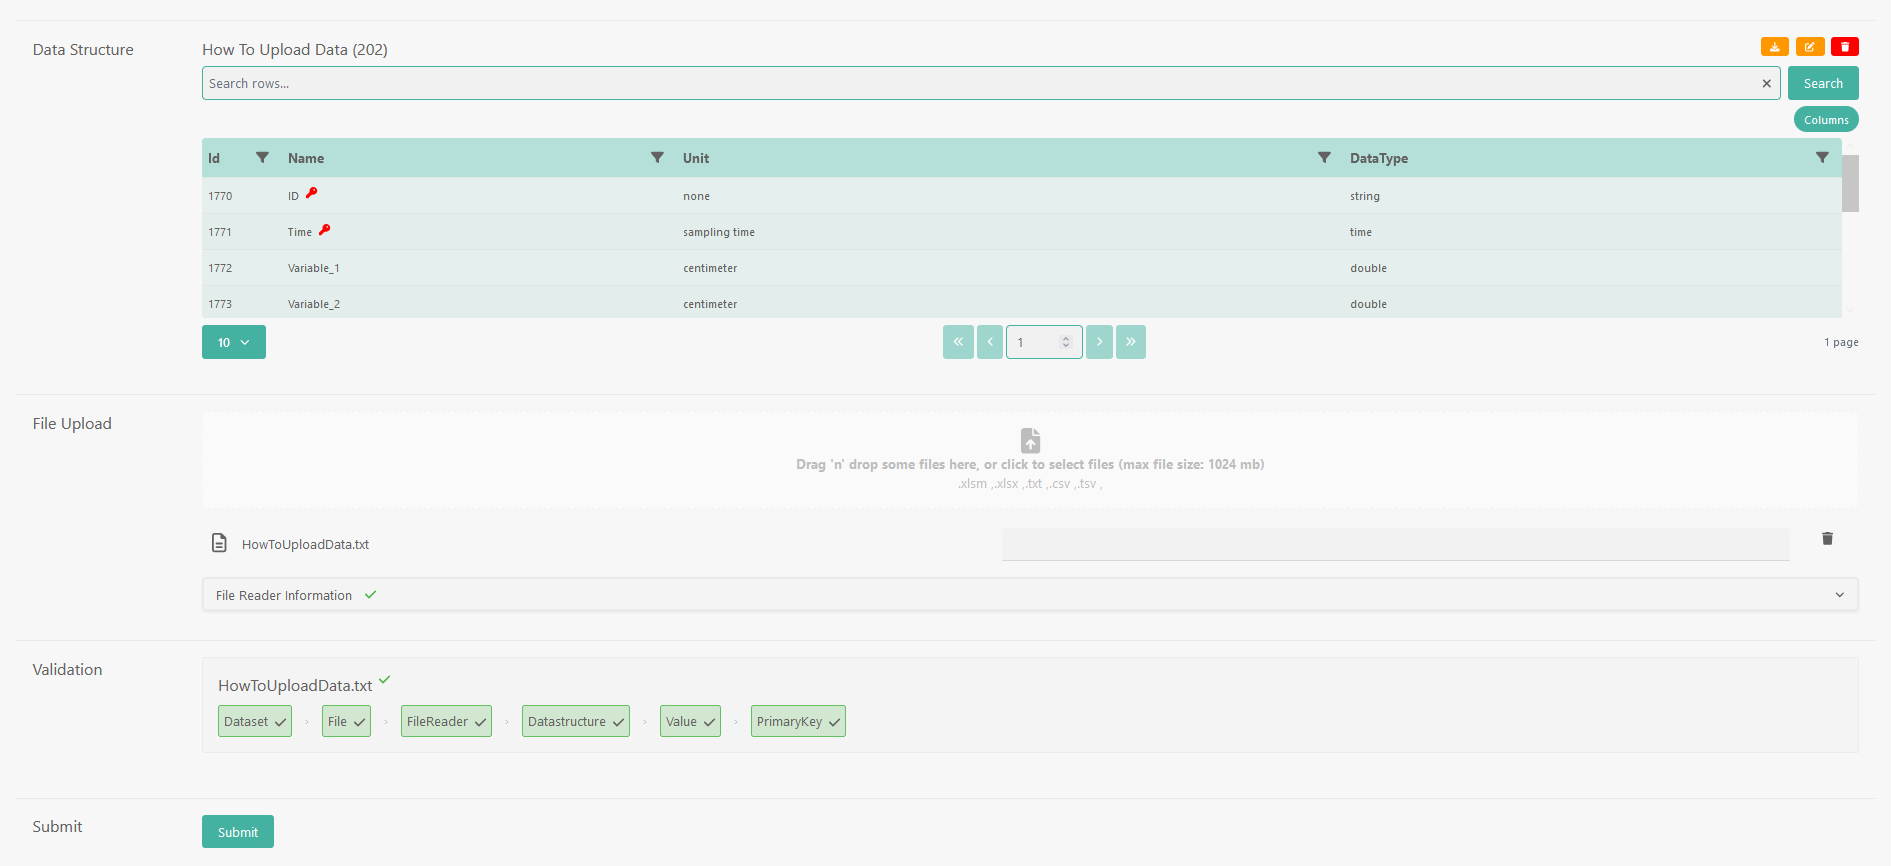 Data Structure
How To Upload Data (202)
Search rows...
Search
Columns
Id Name Unit DataType
1770 ID none string
1771 Time sampling time time
1772 Variable_1 centimeter double
1773 Variable_2 centimeter double
10
1
1 page
File Upload
Drag 'n' drop some files here, or click to select files (max file size: 1024 mb)
.xlsm ,.xlsx ,.txt ,.csv ,.tsv ,
HowToUploadData.txt
File Reader Information
Validation
HowToUploadData.txt
Dataset File FileReader Datastructure Value PrimaryKey
Submit
Submit